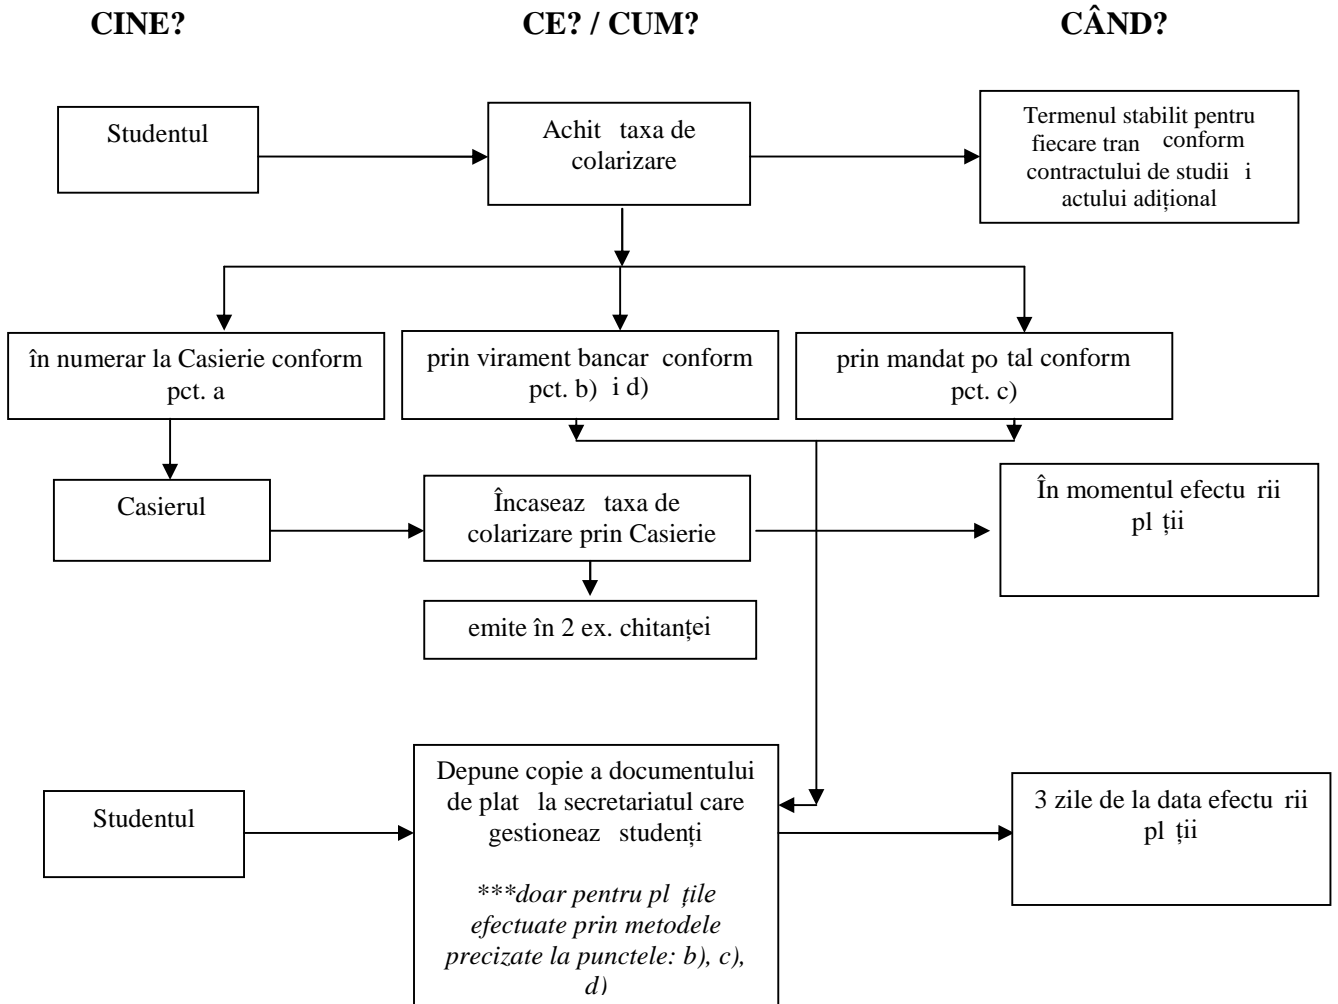 CINE?
CE? / CUM?
CÂND?
Studentul
Achit taxa de
colarizare
Termenul stabilit pentru
fiecare tran conform
contractului de studii i
actului adițional
în numerar la Casierie conform
pct. a
prin virament bancar conform
pct. b) i d)
prin mandat po tal conform
pct. c)
Casierul
Încaseaz taxa de
colarizare prin Casierie
În momentul efectu rii
pl ții
emite în 2 ex. chitanței
Studentul
Depune copie a documentului
de plat la secretariatul care
gestioneaz studenți
***doar pentru pl țile
efectuate prin metodele
precizate la punctele: b), c),
d)
3 zile de la data efectu rii
pl ții